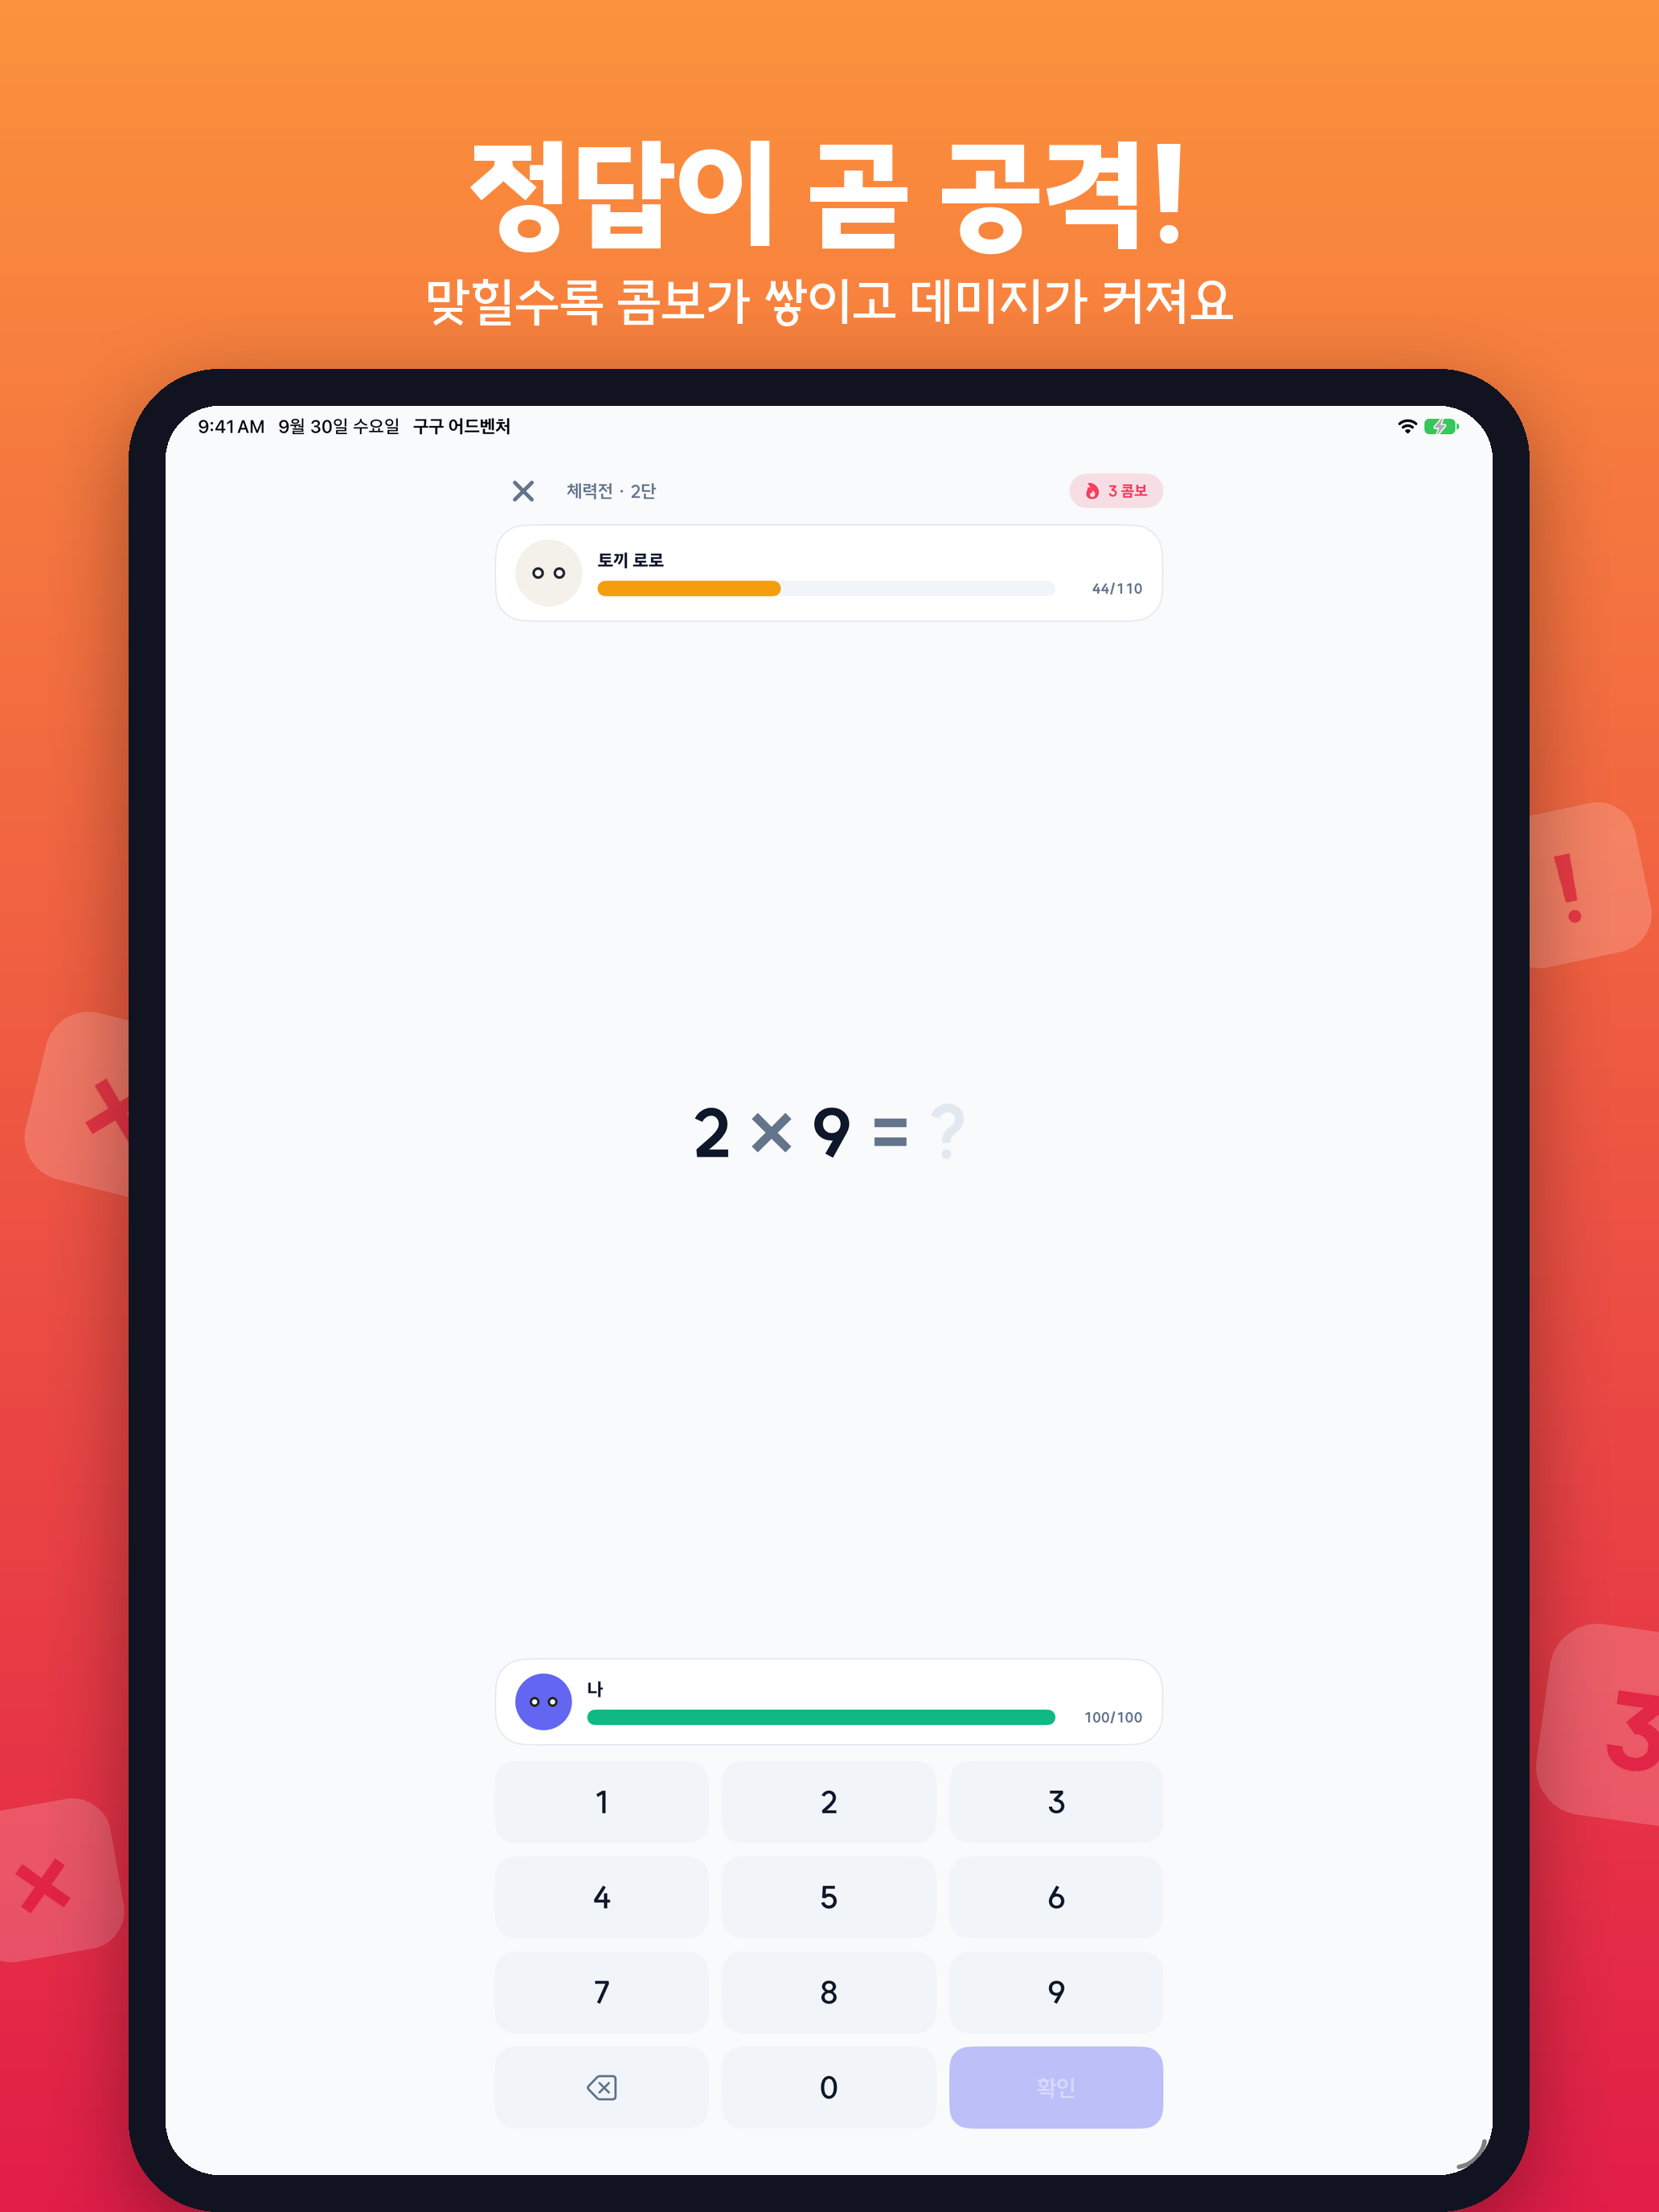 정답이 곧 공격!
맞힐수록 콤보가 쌓이고 데미지가 커져요
9:41 AM 9월 30일 수요일 구구 어드벤처
체력전 · 2단
3 콤보
토끼 로로
44/110
!
×
2 × 9 = ?
3
나
100/100
1 2 3
×
4 5 6
7 8 9
0 확인